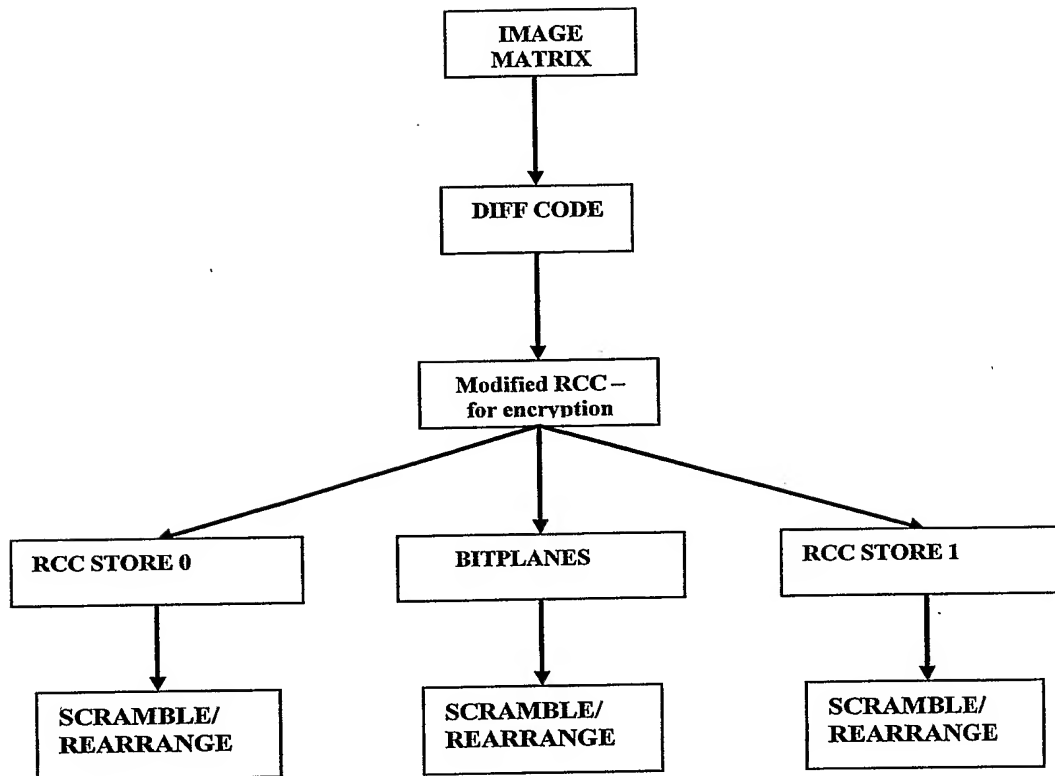 IMAGE
MATRIX
DIFF CODE
Modified RCC –
for encryption
RCC STORE 0
BITPLANES
RCC STORE 1
SCRAMBLE/
REARRANGE
SCRAMBLE/
REARRANGE
SCRAMBLE/
REARRANGE